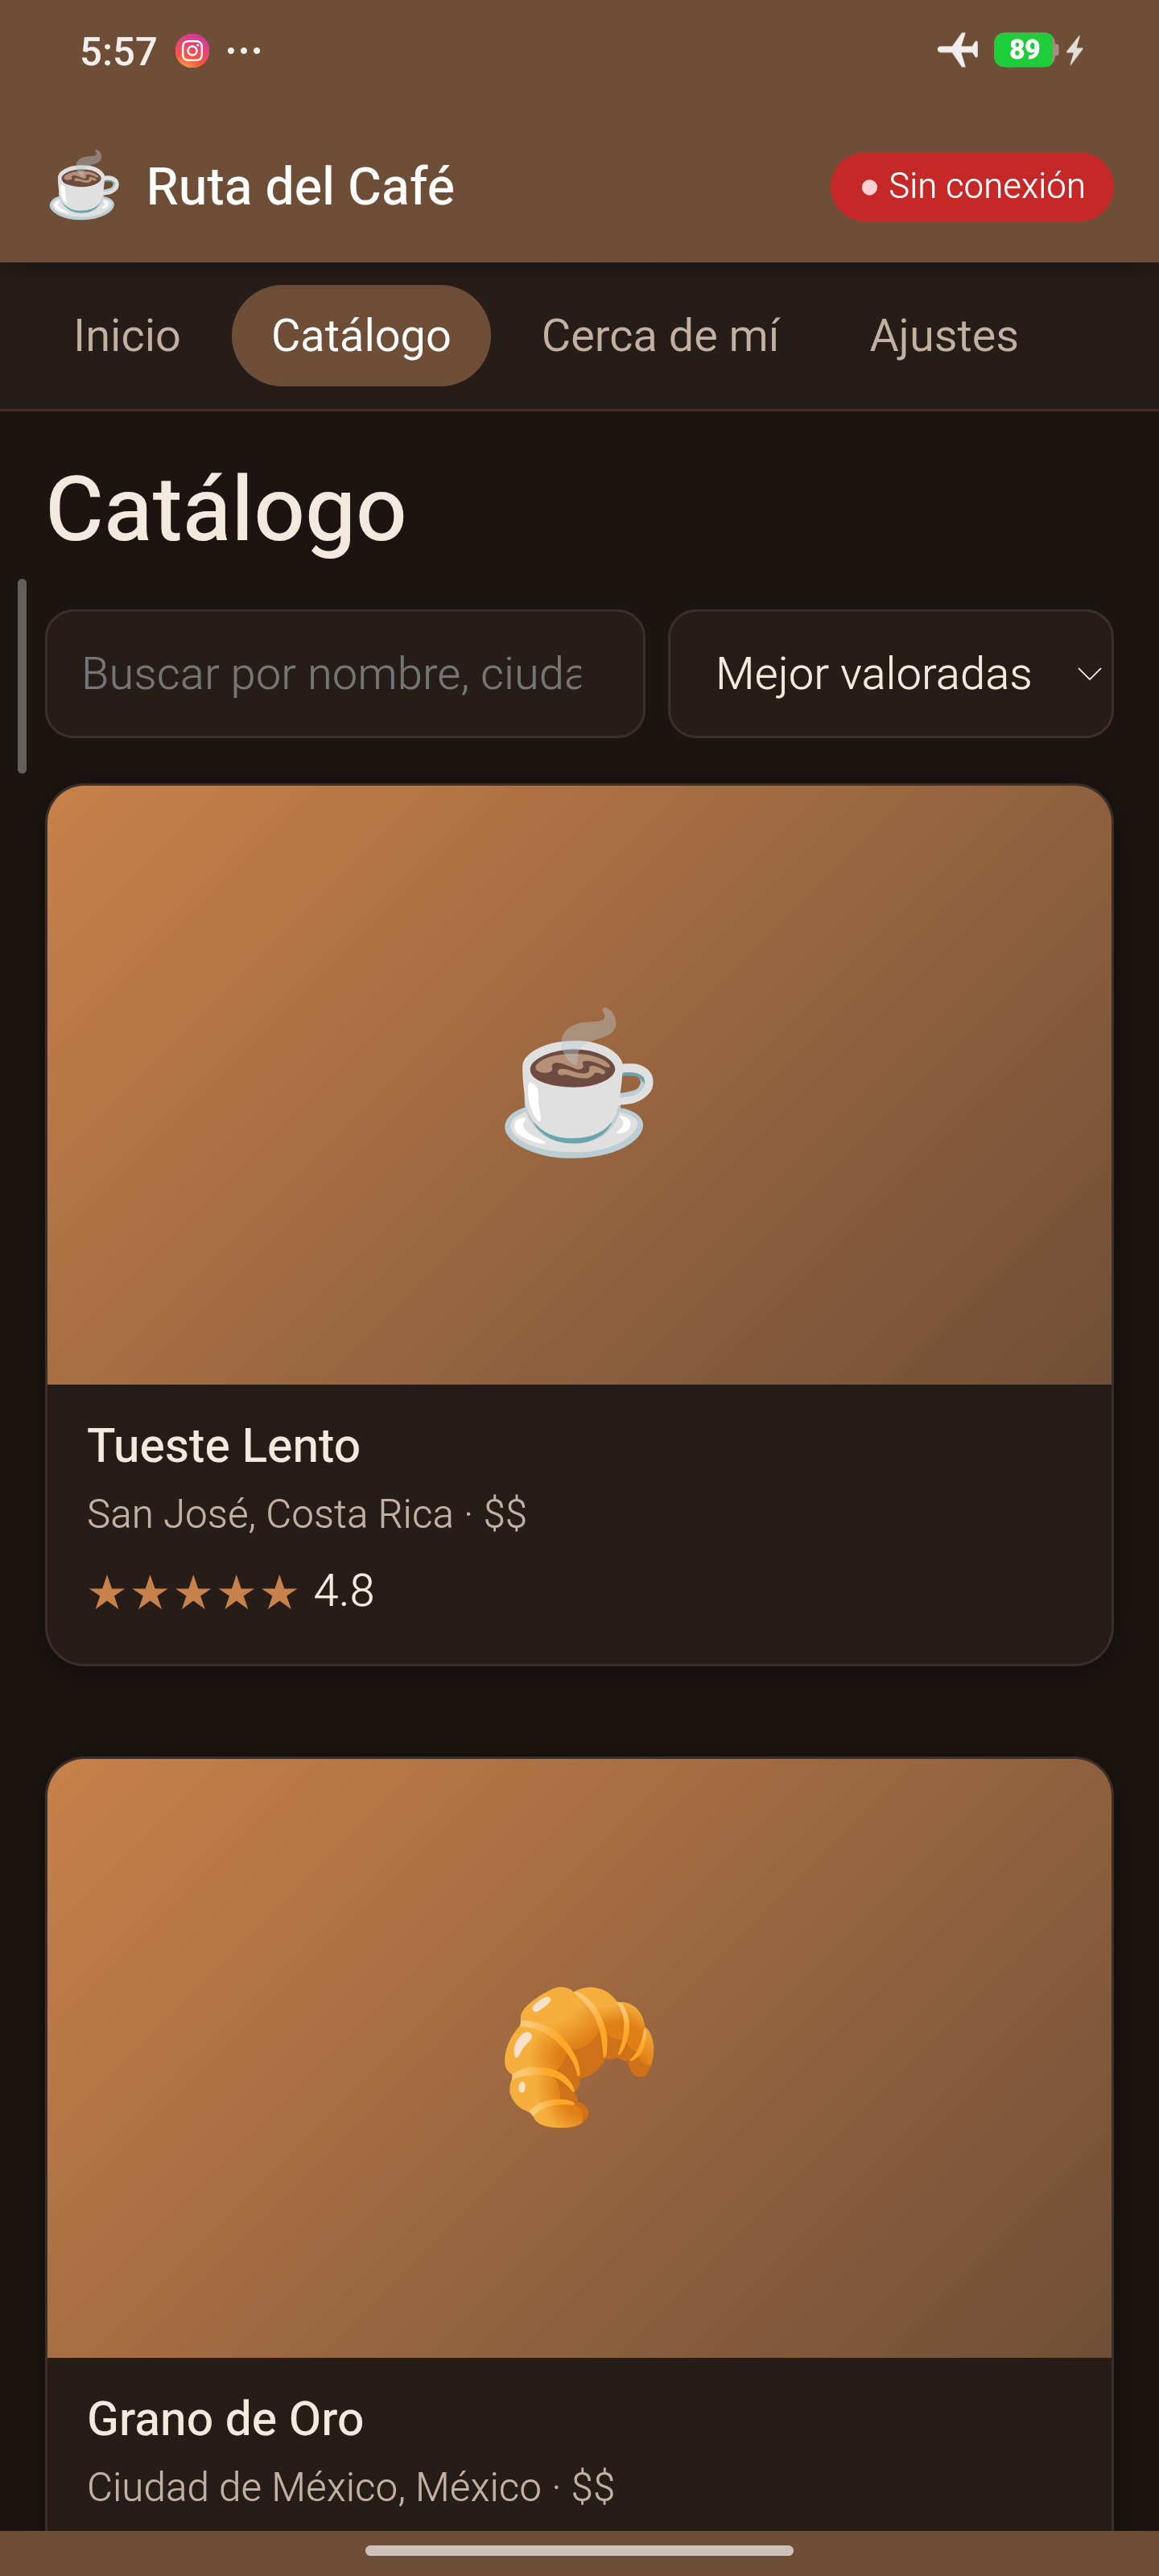 5:57
89
Ruta del Café
Sin conexión
Inicio
Catálogo
Cerca de mí
Ajustes
Catálogo
Buscar por nombre, ciuda
Mejor valoradas
Tueste Lento
San José, Costa Rica · $$
★★★★★ 4.8
Grano de Oro
Ciudad de México, México · $$